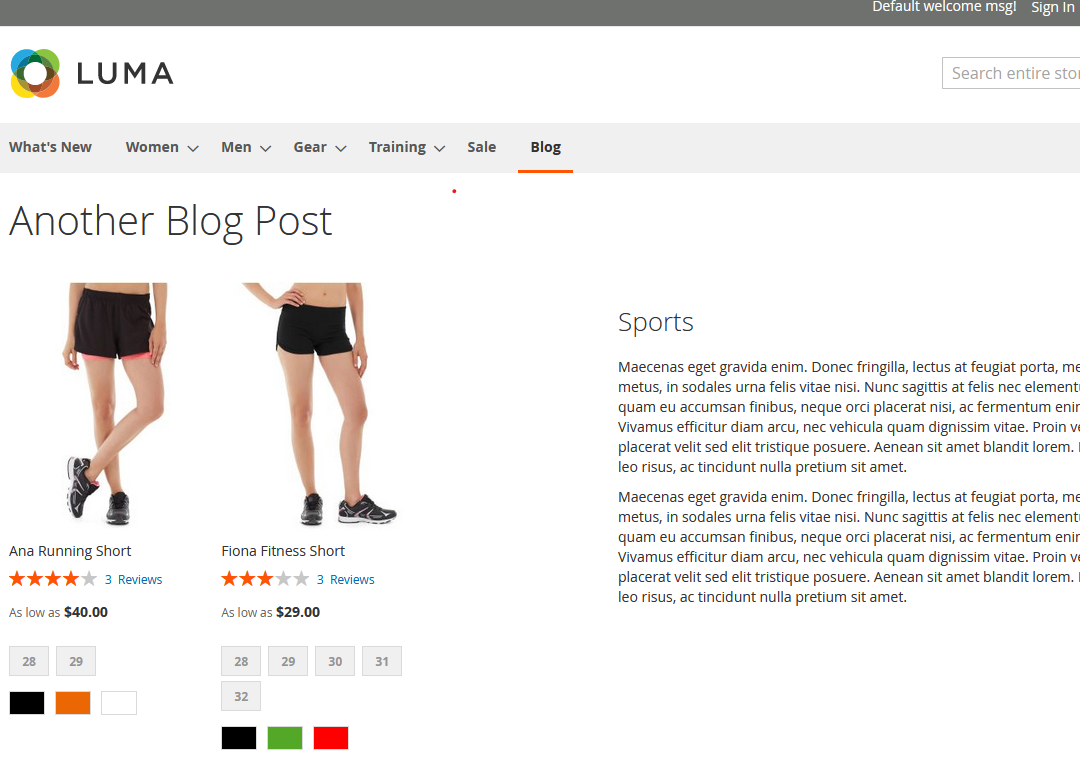 Default welcome msg! Sign In
LUMA
Search entire stor
What's New Women Men Gear Training Sale Blog
Another Blog Post
Sports
Maecenas eget gravida enim. Donec fringilla, lectus at feugiat porta, me
metus, in sodales urna felis vitae nisi. Nunc sagittis at felis nec element
quam eu accumsan finibus, neque orci placerat nisi, ac fermentum enin
Vivamus efficitur diam arcu, nec vehicula quam dignissim vitae. Proin ve
placerat velit sed elit tristique posuere. Aenean sit amet blandit lorem.
leo risus, ac tincidunt nulla pretium sit amet.
Maecenas eget gravida enim. Donec fringilla, lectus at feugiat porta, me
metus, in sodales urna felis vitae nisi. Nunc sagittis at felis nec element
quam eu accumsan finibus, neque orci placerat nisi, ac fermentum enin
Vivamus efficitur diam arcu, nec vehicula quam dignissim vitae. Proin ve
placerat velit sed elit tristique posuere. Aenean sit amet blandit lorem.
leo risus, ac tincidunt nulla pretium sit amet.
Ana Running Short
3 Reviews
As low as $40.00
28 29
Fiona Fitness Short
3 Reviews
As low as $29.00
28 29 30 31
32